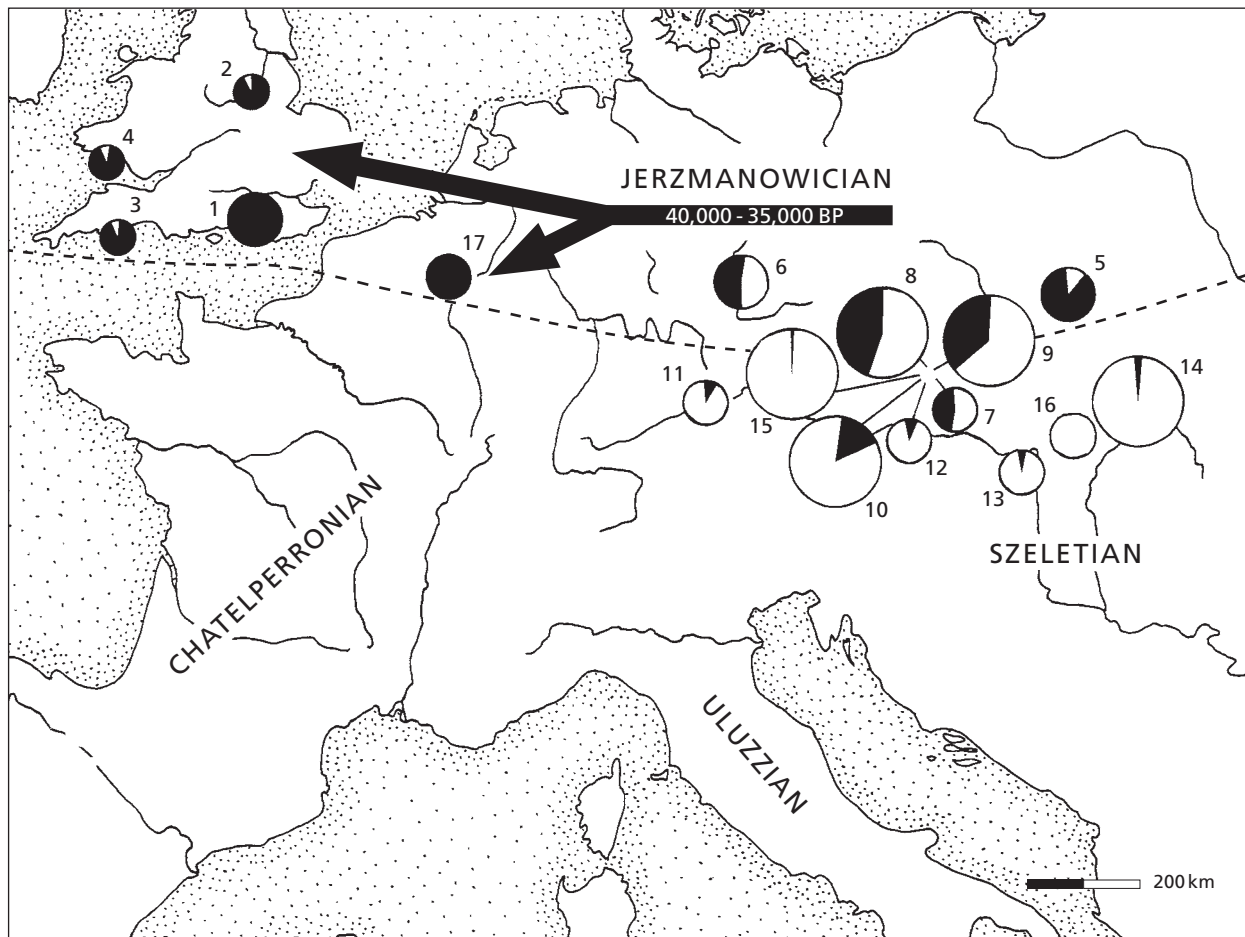 2
4
JERZMANOWICIAN
40,000 - 35,000 BP
3
1
17
6
8
5
9
11
15
7
16
14
12
10
13
CHATELPERRONIAN
SZELETIAN
ULUZZIAN
200 km